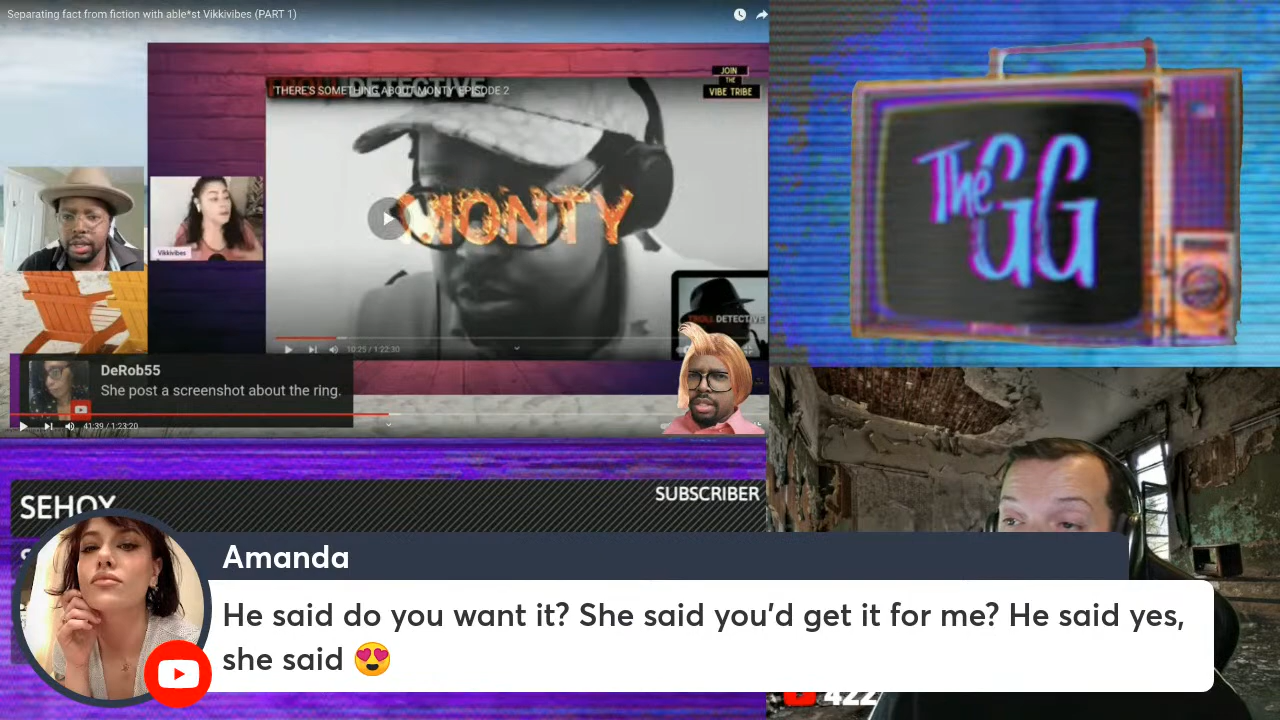 Separating fact from fiction with able*st Vikkivibes (PART 1)
JOIN
THE
VIBE TRIBE
TROLL DETECTIVE
'THERE'S SOMETHING ABOUT MONTY' EPISODE 2
MONTY
The GG
Vikkivibes
TROLL DETECTIVE
10:25 / 1:22:30
DeRob55
She post a screenshot about the ring.
41:39 / 1:23:20
SEHOY
SUBSCRIBER
Amanda
He said do you want it? She said you'd get it for me? He said yes,
she said 😍
422